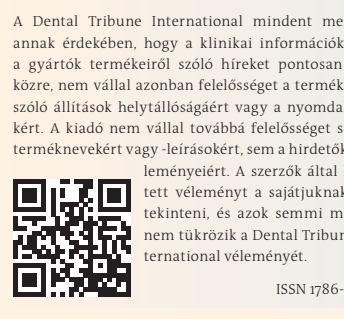 A Dental Tribune International mindent me
annak érdekében, hogy a klinikai információk
a gyártók termékeiről szóló híreket pontosan
közre, nem vállal azonban felelősséget a termék
szóló állítások helytállóságáért vagy a nyomda
kért. A kiadó nem vállal továbbá felelősséget s
terméknevekért vagy -leírásokért, sem a hirdetők
leményeiért. A szerzők által
tett véleményt a sajátjuknak
tekinteni, és azok semmi m
nem tükrözik a Dental Tribun
ternational véleményét.
ISSN 1786-